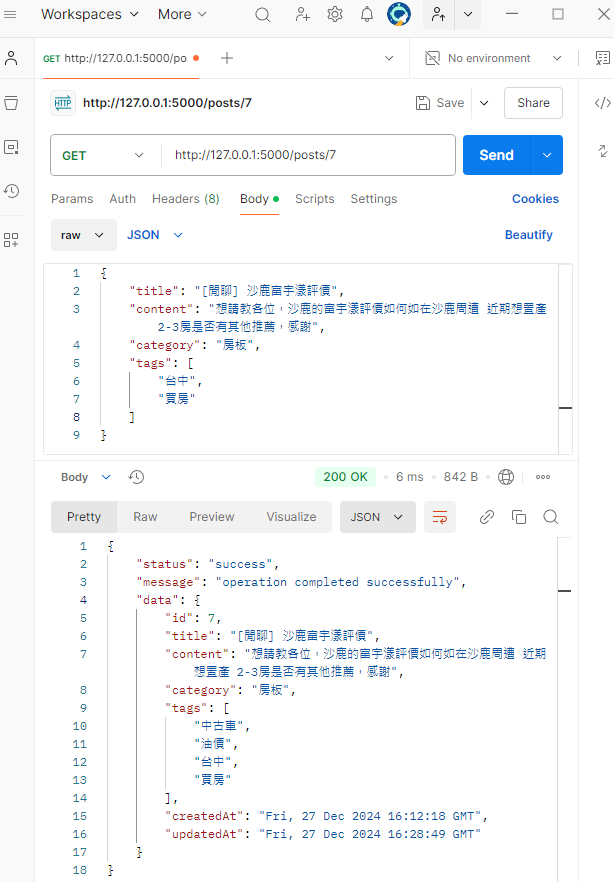 Workspaces More
GET http://127.0.0.1:5000/po No environment
HTTP http://127.0.0.1:5000/posts/7 Save Share
GET http://127.0.0.1:5000/posts/7 Send
Params Auth Headers (8) Body Scripts Settings Cookies
raw JSON Beautify
1 {
2 "title": "[閒聊] 沙鹿富宇漾評價",
3 "content": "想請教各位，沙鹿的富宇漾評價如何如在沙鹿周遭 近期想置產
2-3房是否有其他推薦，感謝",
4 "category": "房板",
5 "tags": [
6 "台中",
7 "買房"
8 ]
9 }
Body 200 OK 6 ms 842 B
Pretty Raw Preview Visualize JSON
1 {
2 "status": "success",
3 "message": "operation completed successfully",
4 "data": {
5 "id": 7,
6 "title": "[閒聊] 沙鹿富宇漾評價",
7 "content": "想請教各位，沙鹿的富宇漾評價如何如在沙鹿周遭 近期
想置產 2-3房是否有其他推薦，感謝",
8 "category": "房板",
9 "tags": [
10 "中古車",
11 "油價",
12 "台中",
13 "買房"
14 ],
15 "createdAt": "Fri, 27 Dec 2024 16:12:18 GMT",
16 "updatedAt": "Fri, 27 Dec 2024 16:28:49 GMT"
17 }
18 }